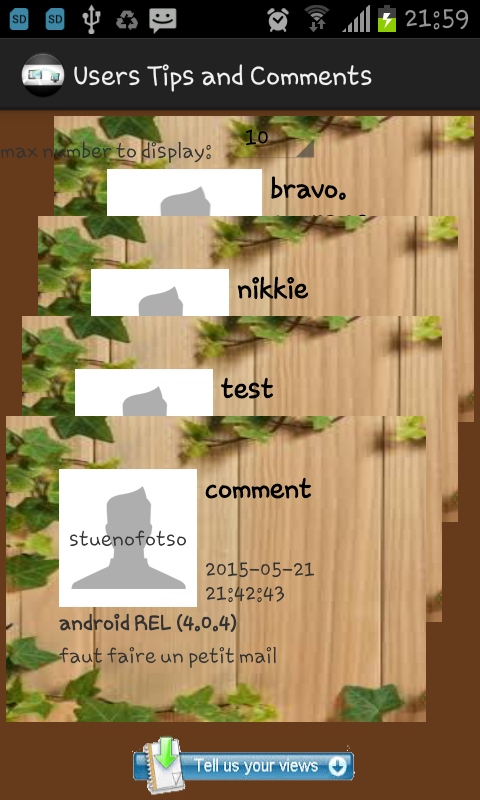 SD SD 21:59
Users Tips and Comments
max number to display: 10
bravo.
nikkie
test
comment
stuenofotso
2015-05-21
21:42:43
android REL (4.0.4)
faut faire un petit mail
Tell us your views